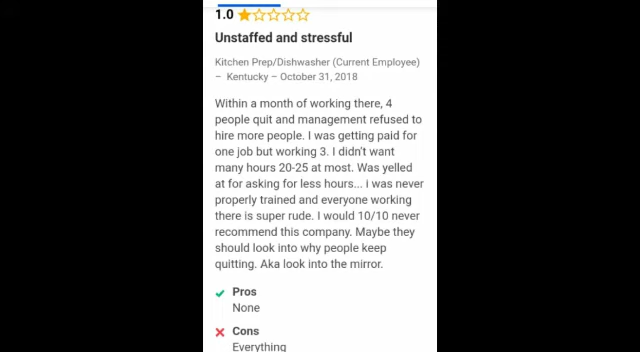 1.0
Unstaffed and stressful
Kitchen Prep/Dishwasher (Current Employee)
– Kentucky – October 31, 2018
Within a month of working there, 4
people quit and management refused to
hire more people. I was getting paid for
one job but working 3. I didn't want
many hours 20-25 at most. Was yelled
at for asking for less hours... i was never
properly trained and everyone working
there is super rude. I would 10/10 never
recommend this company. Maybe they
should look into why people keep
quitting. Aka look into the mirror.
Pros
None
Cons
Everything